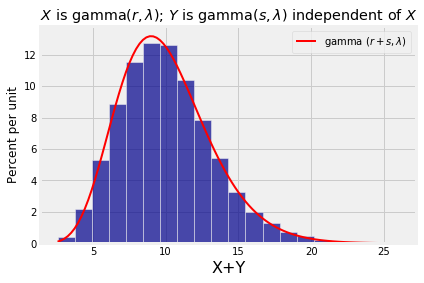 X is gamma(r, λ); Y is gamma(s, λ) independent of X
gamma (r + s, λ)
Percent per unit
12
10
8
6
4
2
0
5 10 15 20 25
X+Y